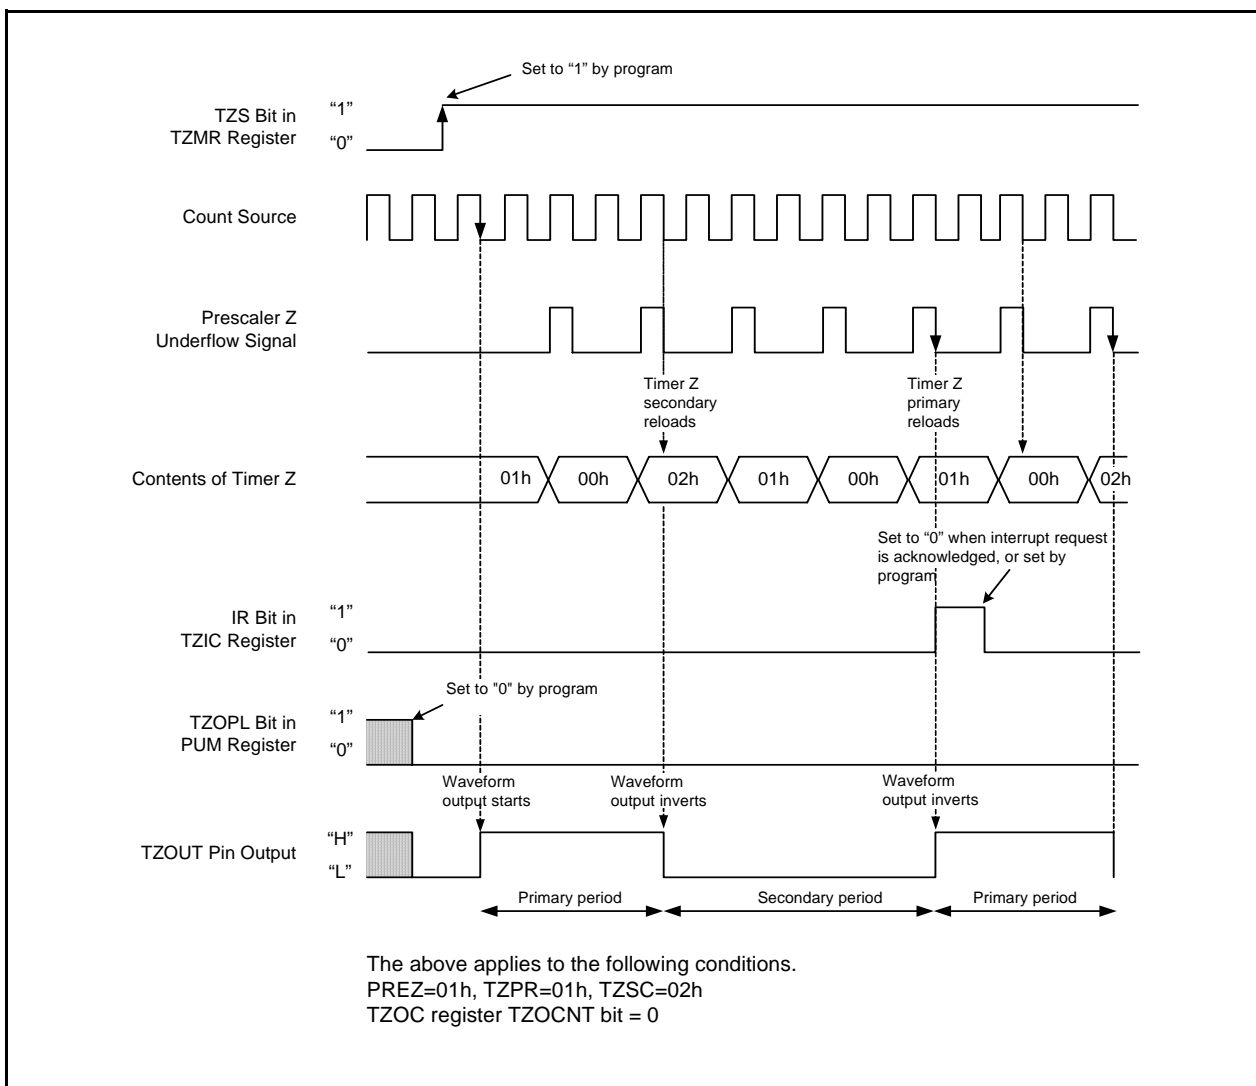 Set to “1” by program
TZS Bit in
TZMR Register
“1”
“0”
Count Source
Prescaler Z
Underflow Signal
Timer Z
secondary
reloads
Timer Z
primary
reloads
Contents of Timer Z
01h 00h 02h 01h 00h 01h 00h 02h
Set to “0” when interrupt request
is acknowledged, or set by
program
IR Bit in
TZIC Register
“1”
“0”
Set to "0" by program
TZOPL Bit in
PUM Register
“1”
“0”
Waveform
output starts
Waveform
output inverts
Waveform
output inverts
TZOUT Pin Output
“H”
“L”
Primary period
Secondary period
Primary period
The above applies to the following conditions.
PREZ=01h, TZPR=01h, TZSC=02h
TZOC register TZOCNT bit = 0